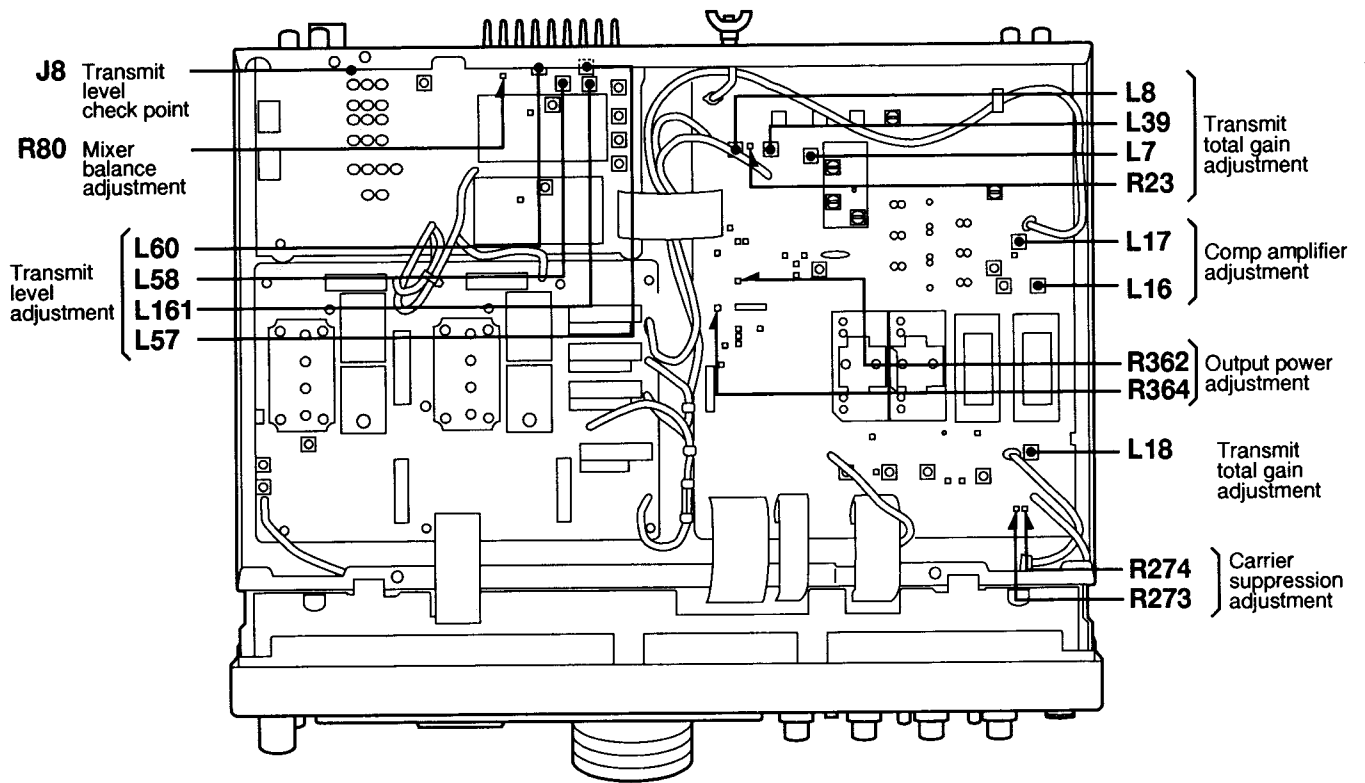 J8 Transmit
level
check point
R80 Mixer
balance
adjustment
L60
L58
L161
L57
Transmit
level
adjustment
L8
L39
L7
R23
Transmit
total gain
adjustment
L17
L16
Comp amplifier
adjustment
R362
R364
Output power
adjustment
L18 Transmit
total gain
adjustment
R274
R273
Carrier
suppression
adjustment